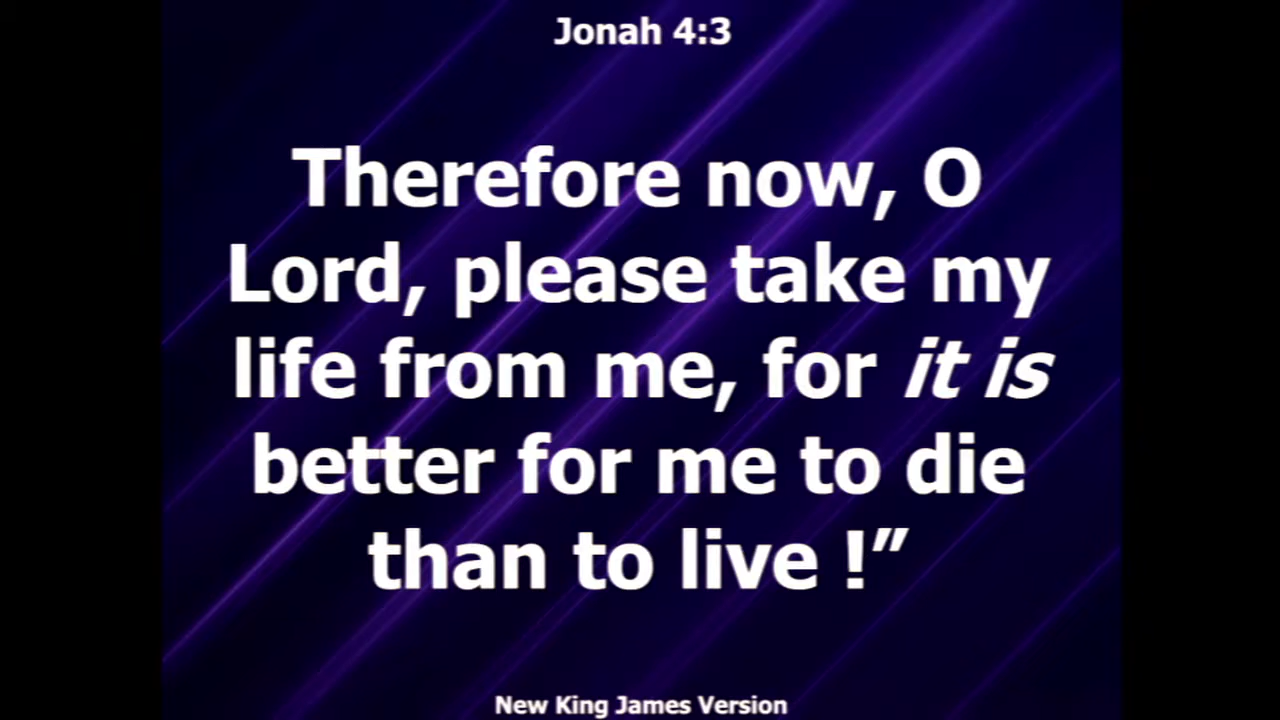 Jonah 4:3
Therefore now, O
Lord, please take my
life from me, for it is
better for me to die
than to live !”
New King James Version